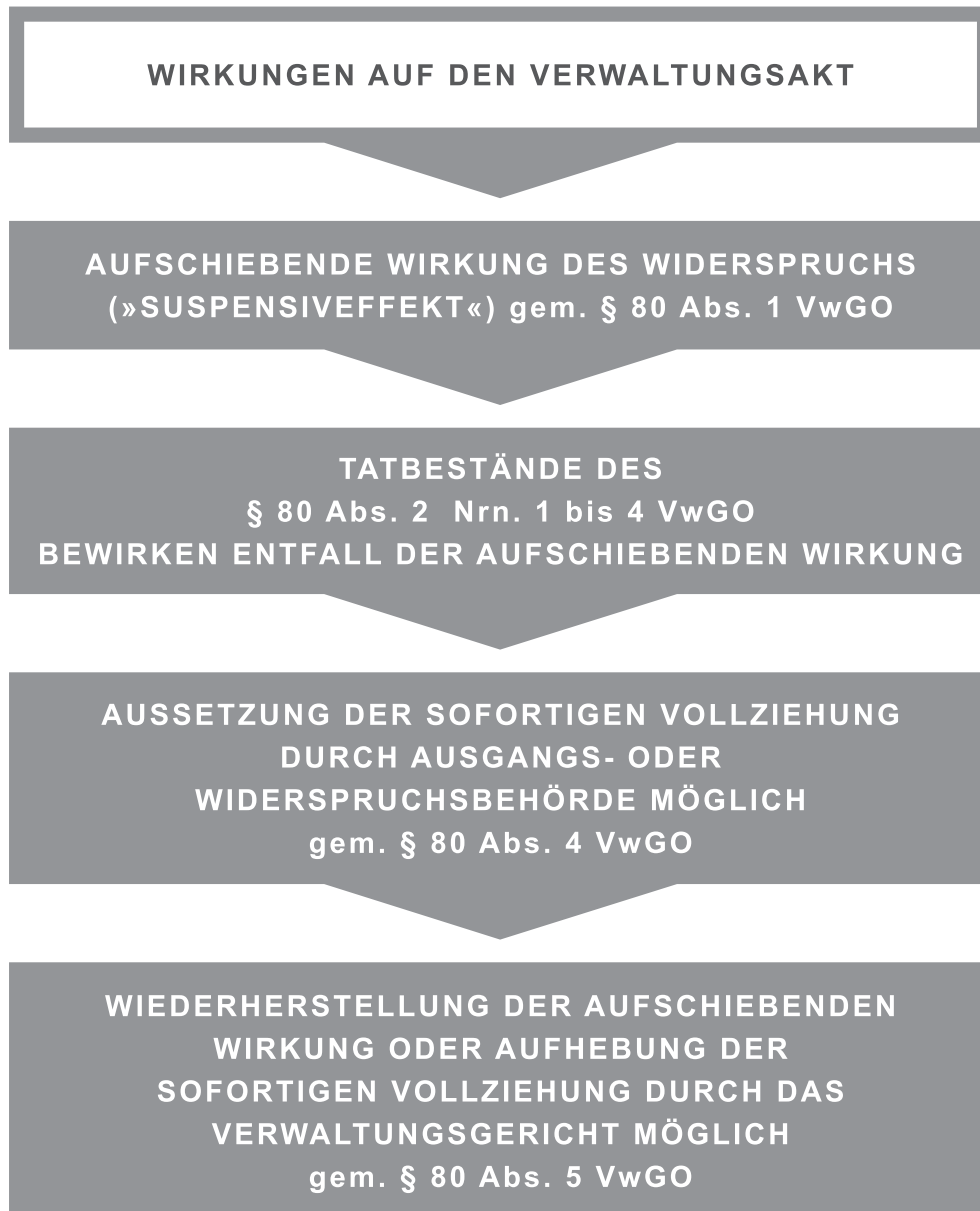 WIRKUNGEN AUF DEN VERWALTUNGSAKT
AUFSCHIEBENDE WIRKUNG DES WIDERSPRUCHS
(»SUSPENSIVEFFEKT«) gem. § 80 Abs. 1 VwGO
TATBESTÄNDE DES
§ 80 Abs. 2 Nrn. 1 bis 4 VwGO
BEWIRKEN ENTFALL DER AUFSCHIEBENDEN WIRKUNG
AUSSETZUNG DER SOFORTIGEN VOLLZIEHUNG
DURCH AUSGANGS- ODER
WIDERSPRUCHSBEHÖRDE MÖGLICH
gem. § 80 Abs. 4 VwGO
WIEDERHERSTELLUNG DER AUFSCHIEBENDEN
WIRKUNG ODER AUFHEBUNG DER
SOFORTIGEN VOLLZIEHUNG DURCH DAS
VERWALTUNGSGERICHT MÖGLICH
gem. § 80 Abs. 5 VwGO